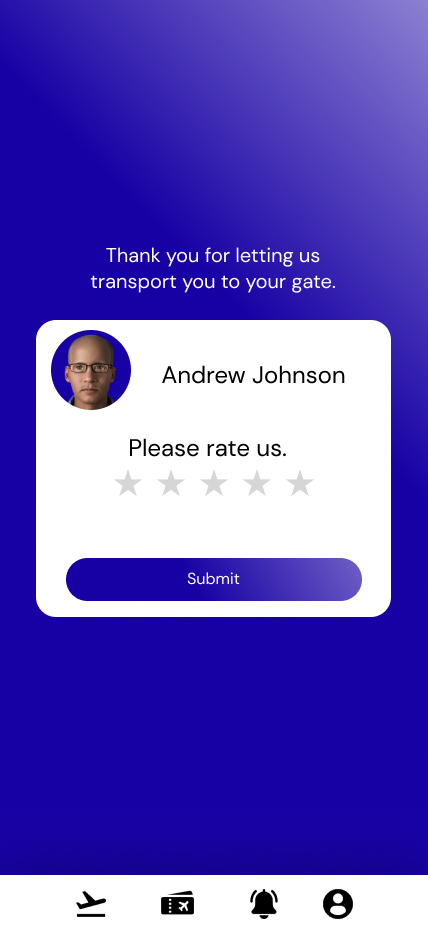 Thank you for letting us
transport you to your gate.
Andrew Johnson
Please rate us.
Submit